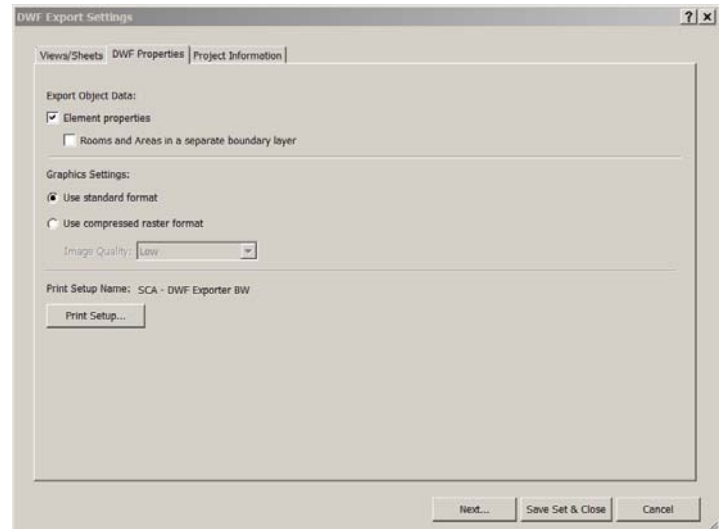 DWF Export Settings
Views/Sheets DWF Properties Project Information
Export Object Data:
Element properties
Rooms and Areas in a separate boundary layer
Graphics Settings:
Use standard format
Use compressed raster format
Image Quality: Low
Print Setup Name: SCA - DWF Exporter BW
Print Setup...
Next... Save Set & Close Cancel